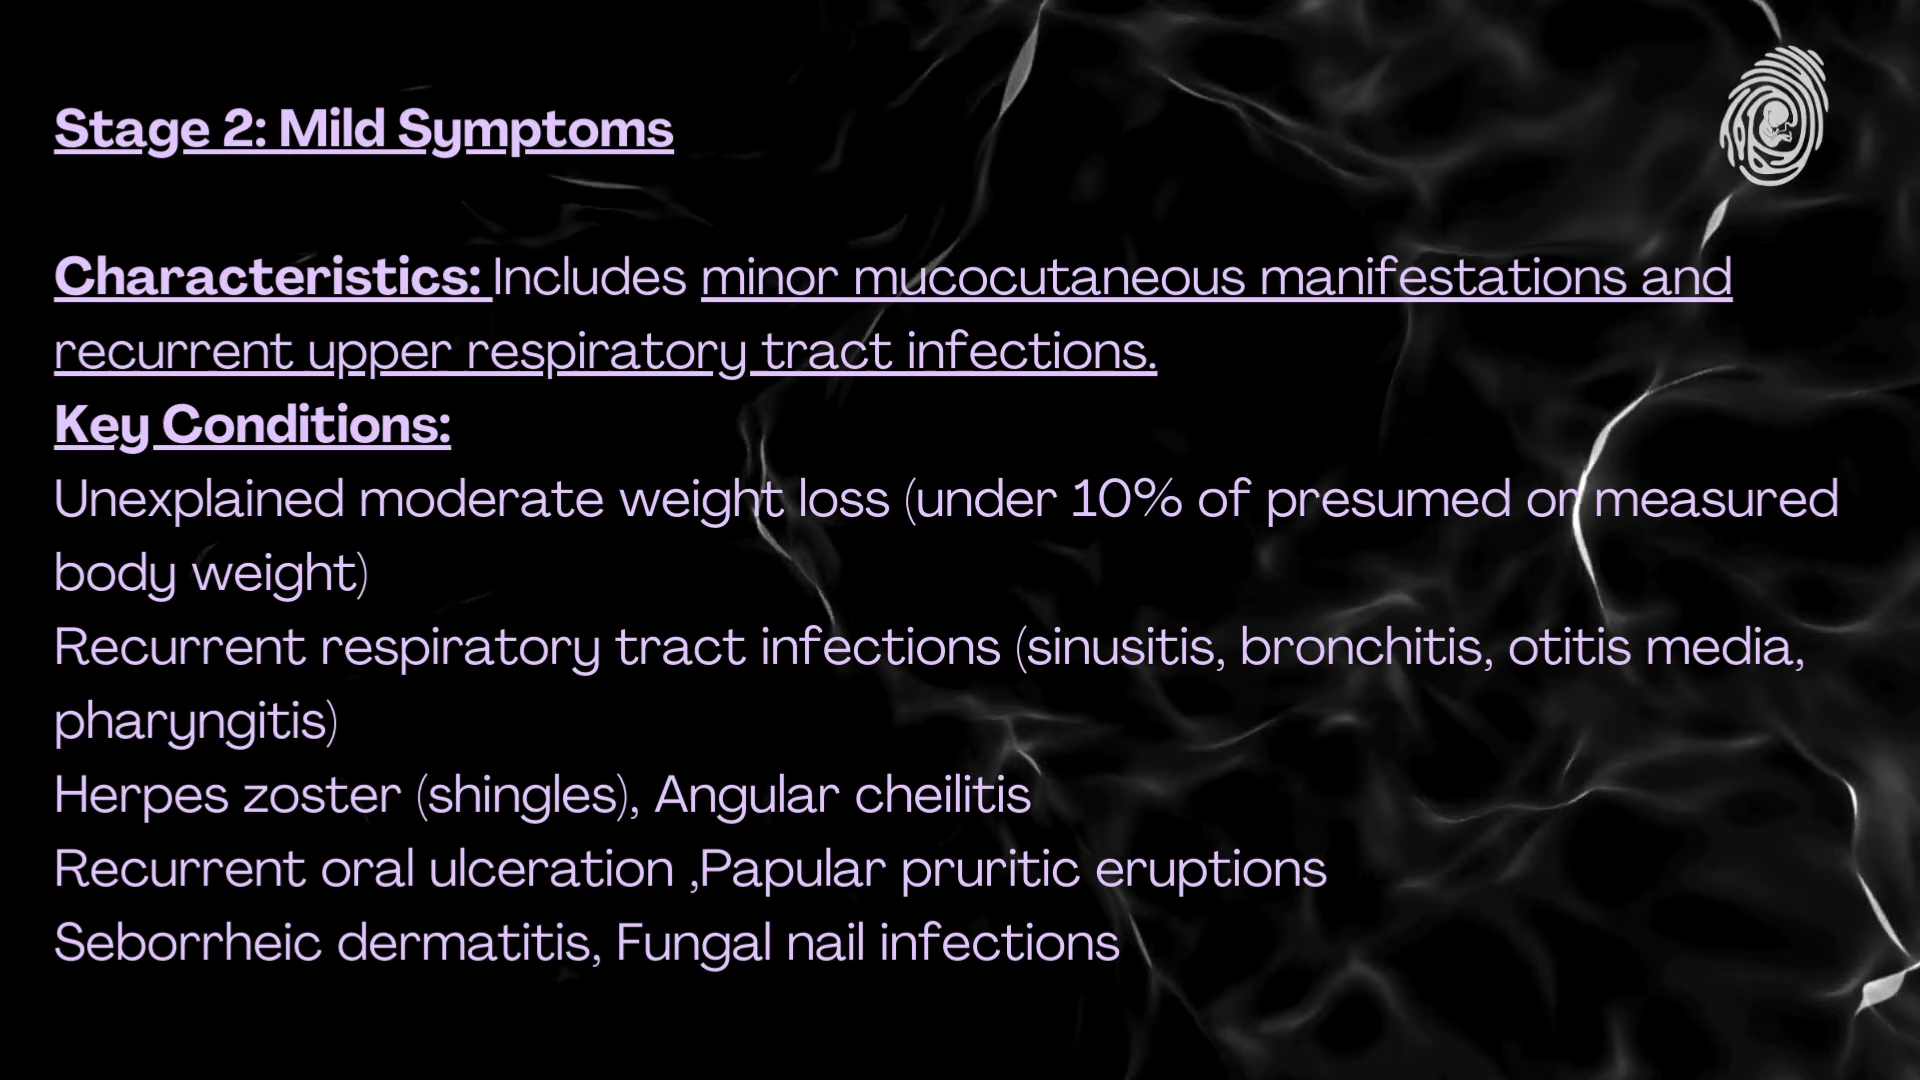 Stage 2: Mild Symptoms
Characteristics: Includes minor mucocutaneous manifestations and
recurrent upper respiratory tract infections.
Key Conditions:
Unexplained moderate weight loss (under 10% of presumed or measured
body weight)
Recurrent respiratory tract infections (sinusitis, bronchitis, otitis media,
pharyngitis)
Herpes zoster (shingles), Angular cheilitis
Recurrent oral ulceration ,Papular pruritic eruptions
Seborrheic dermatitis, Fungal nail infections